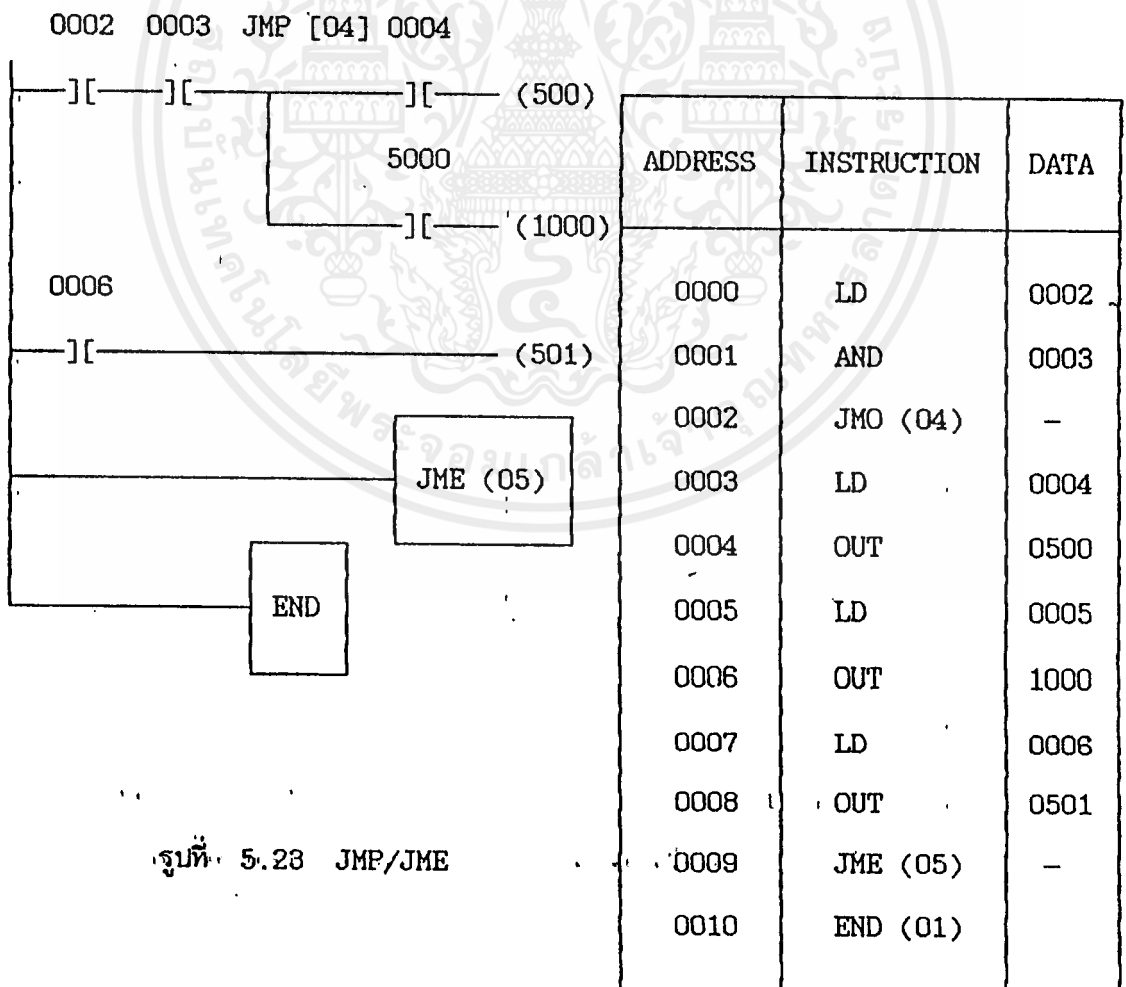 0002 0003 JMP [04] 0004
(500)
5000
(1000)
0006
(501)
JME (05)
END
รูปที่ 5.23 JMP/JME
ADDRESS INSTRUCTION DATA
0000 LD 0002
0001 AND 0003
0002 JMO (04) –
0003 LD 0004
0004 OUT 0500
0005 LD 0005
0006 OUT 1000
0007 LD 0006
0008 OUT 0501
0009 JME (05) –
0010 END (01)